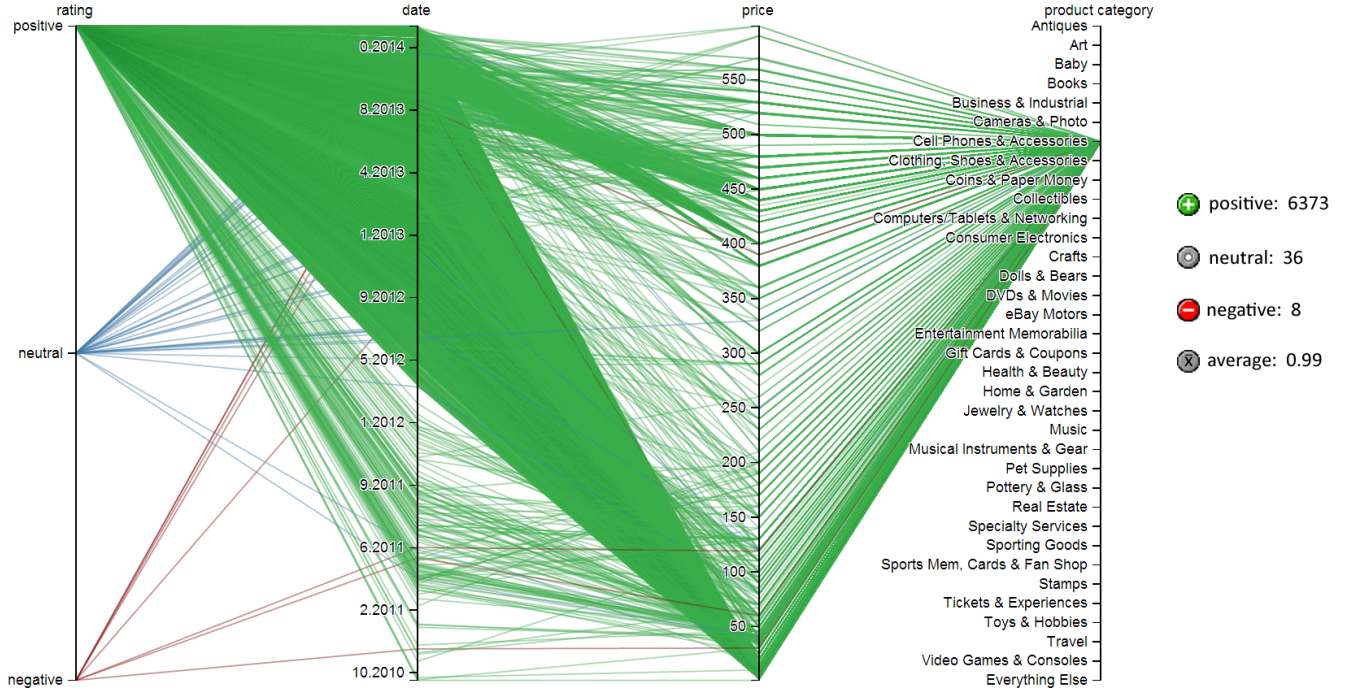 rating
date
price
product category
positive
neutral
negative
0.2014
8.2013
4.2013
1.2013
9.2012
5.2012
1.2012
9.2011
6.2011
2.2011
10.2010
550
500
450
400
350
300
250
200
150
100
50
Antiques
Art
Baby
Books
Business & Industrial
Cameras & Photo
Cell Phones & Accessories
Clothing, Shoes & Accessories
Coins & Paper Money
Collectibles
Computers/Tablets & Networking
Consumer Electronics
Crafts
Dolls & Bears
DVDs & Movies
eBay Motors
Entertainment Memorabilia
Gift Cards & Coupons
Health & Beauty
Home & Garden
Jewelry & Watches
Music
Musical Instruments & Gear
Pet Supplies
Pottery & Glass
Real Estate
Specialty Services
Sporting Goods
Sports Mem, Cards & Fan Shop
Stamps
Tickets & Experiences
Toys & Hobbies
Travel
Video Games & Consoles
Everything Else
positive: 6373
neutral: 36
negative: 8
x average: 0.99